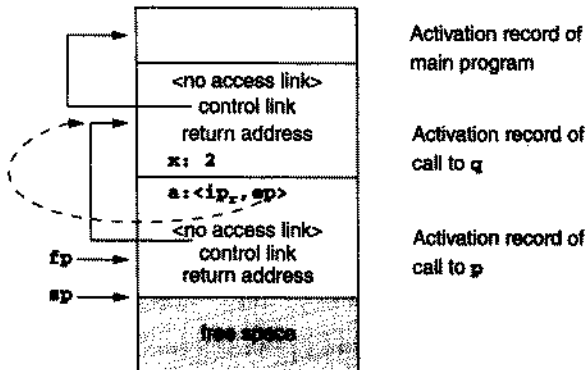 Activation record of
main program
<no access link>
control link
return address
x: 2
Activation record of
call to q
a:<ip_r,ep>
<no access link>
control link
return address
Activation record of
call to p
fp
sp
free space